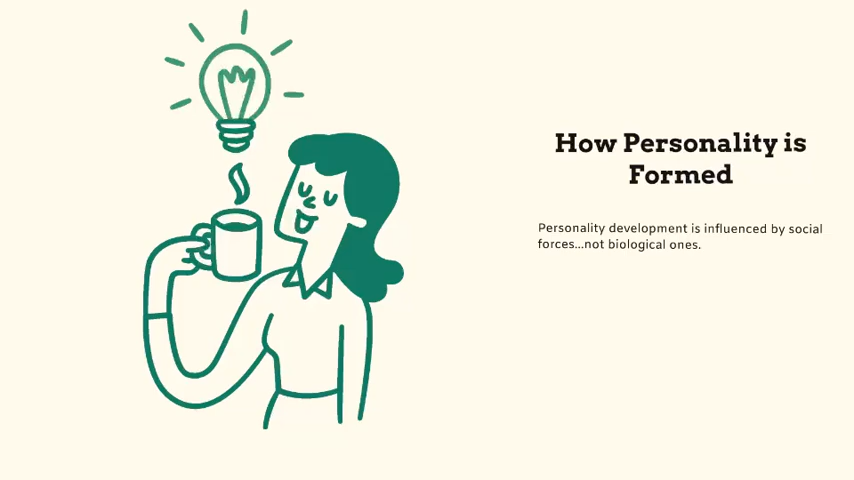 How Personality is
Formed
Personality development is influenced by social
forces...not biological ones.